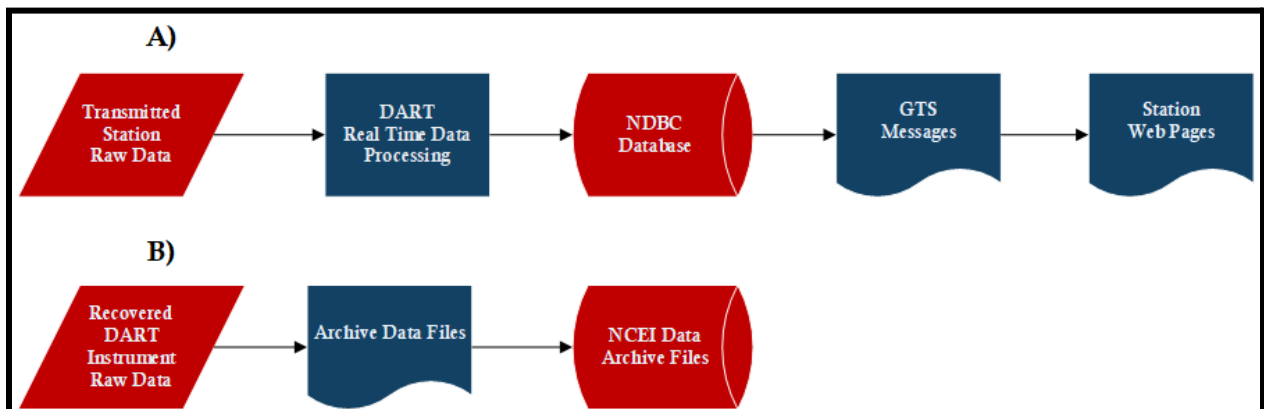 A)
Transmitted
Station
Raw Data
DART
Real Time Data
Processing
NDBC
Database
GTS
Messages
Station
Web Pages
B)
Recovered
DART
Instrument
Raw Data
Archive Data Files
NCEI Data
Archive Files